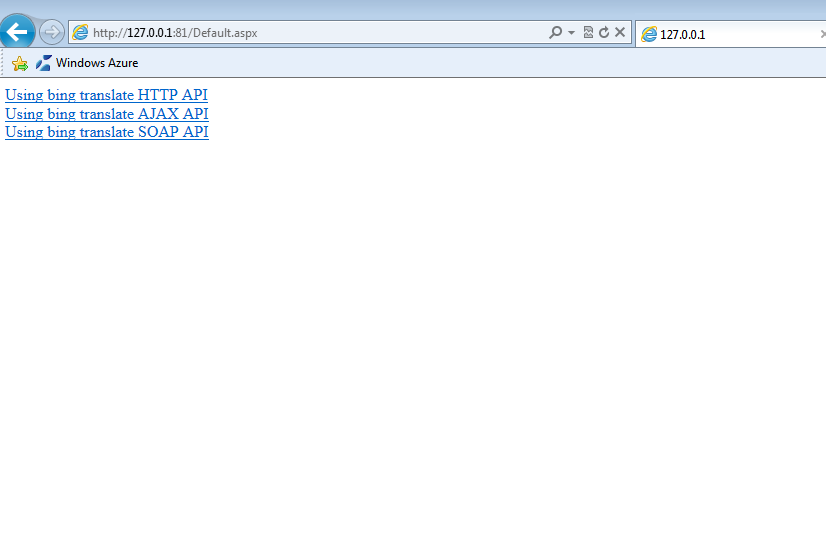 http://127.0.0.1:81/Default.aspx
127.0.0.1
Windows Azure
Using bing translate HTTP API
Using bing translate AJAX API
Using bing translate SOAP API